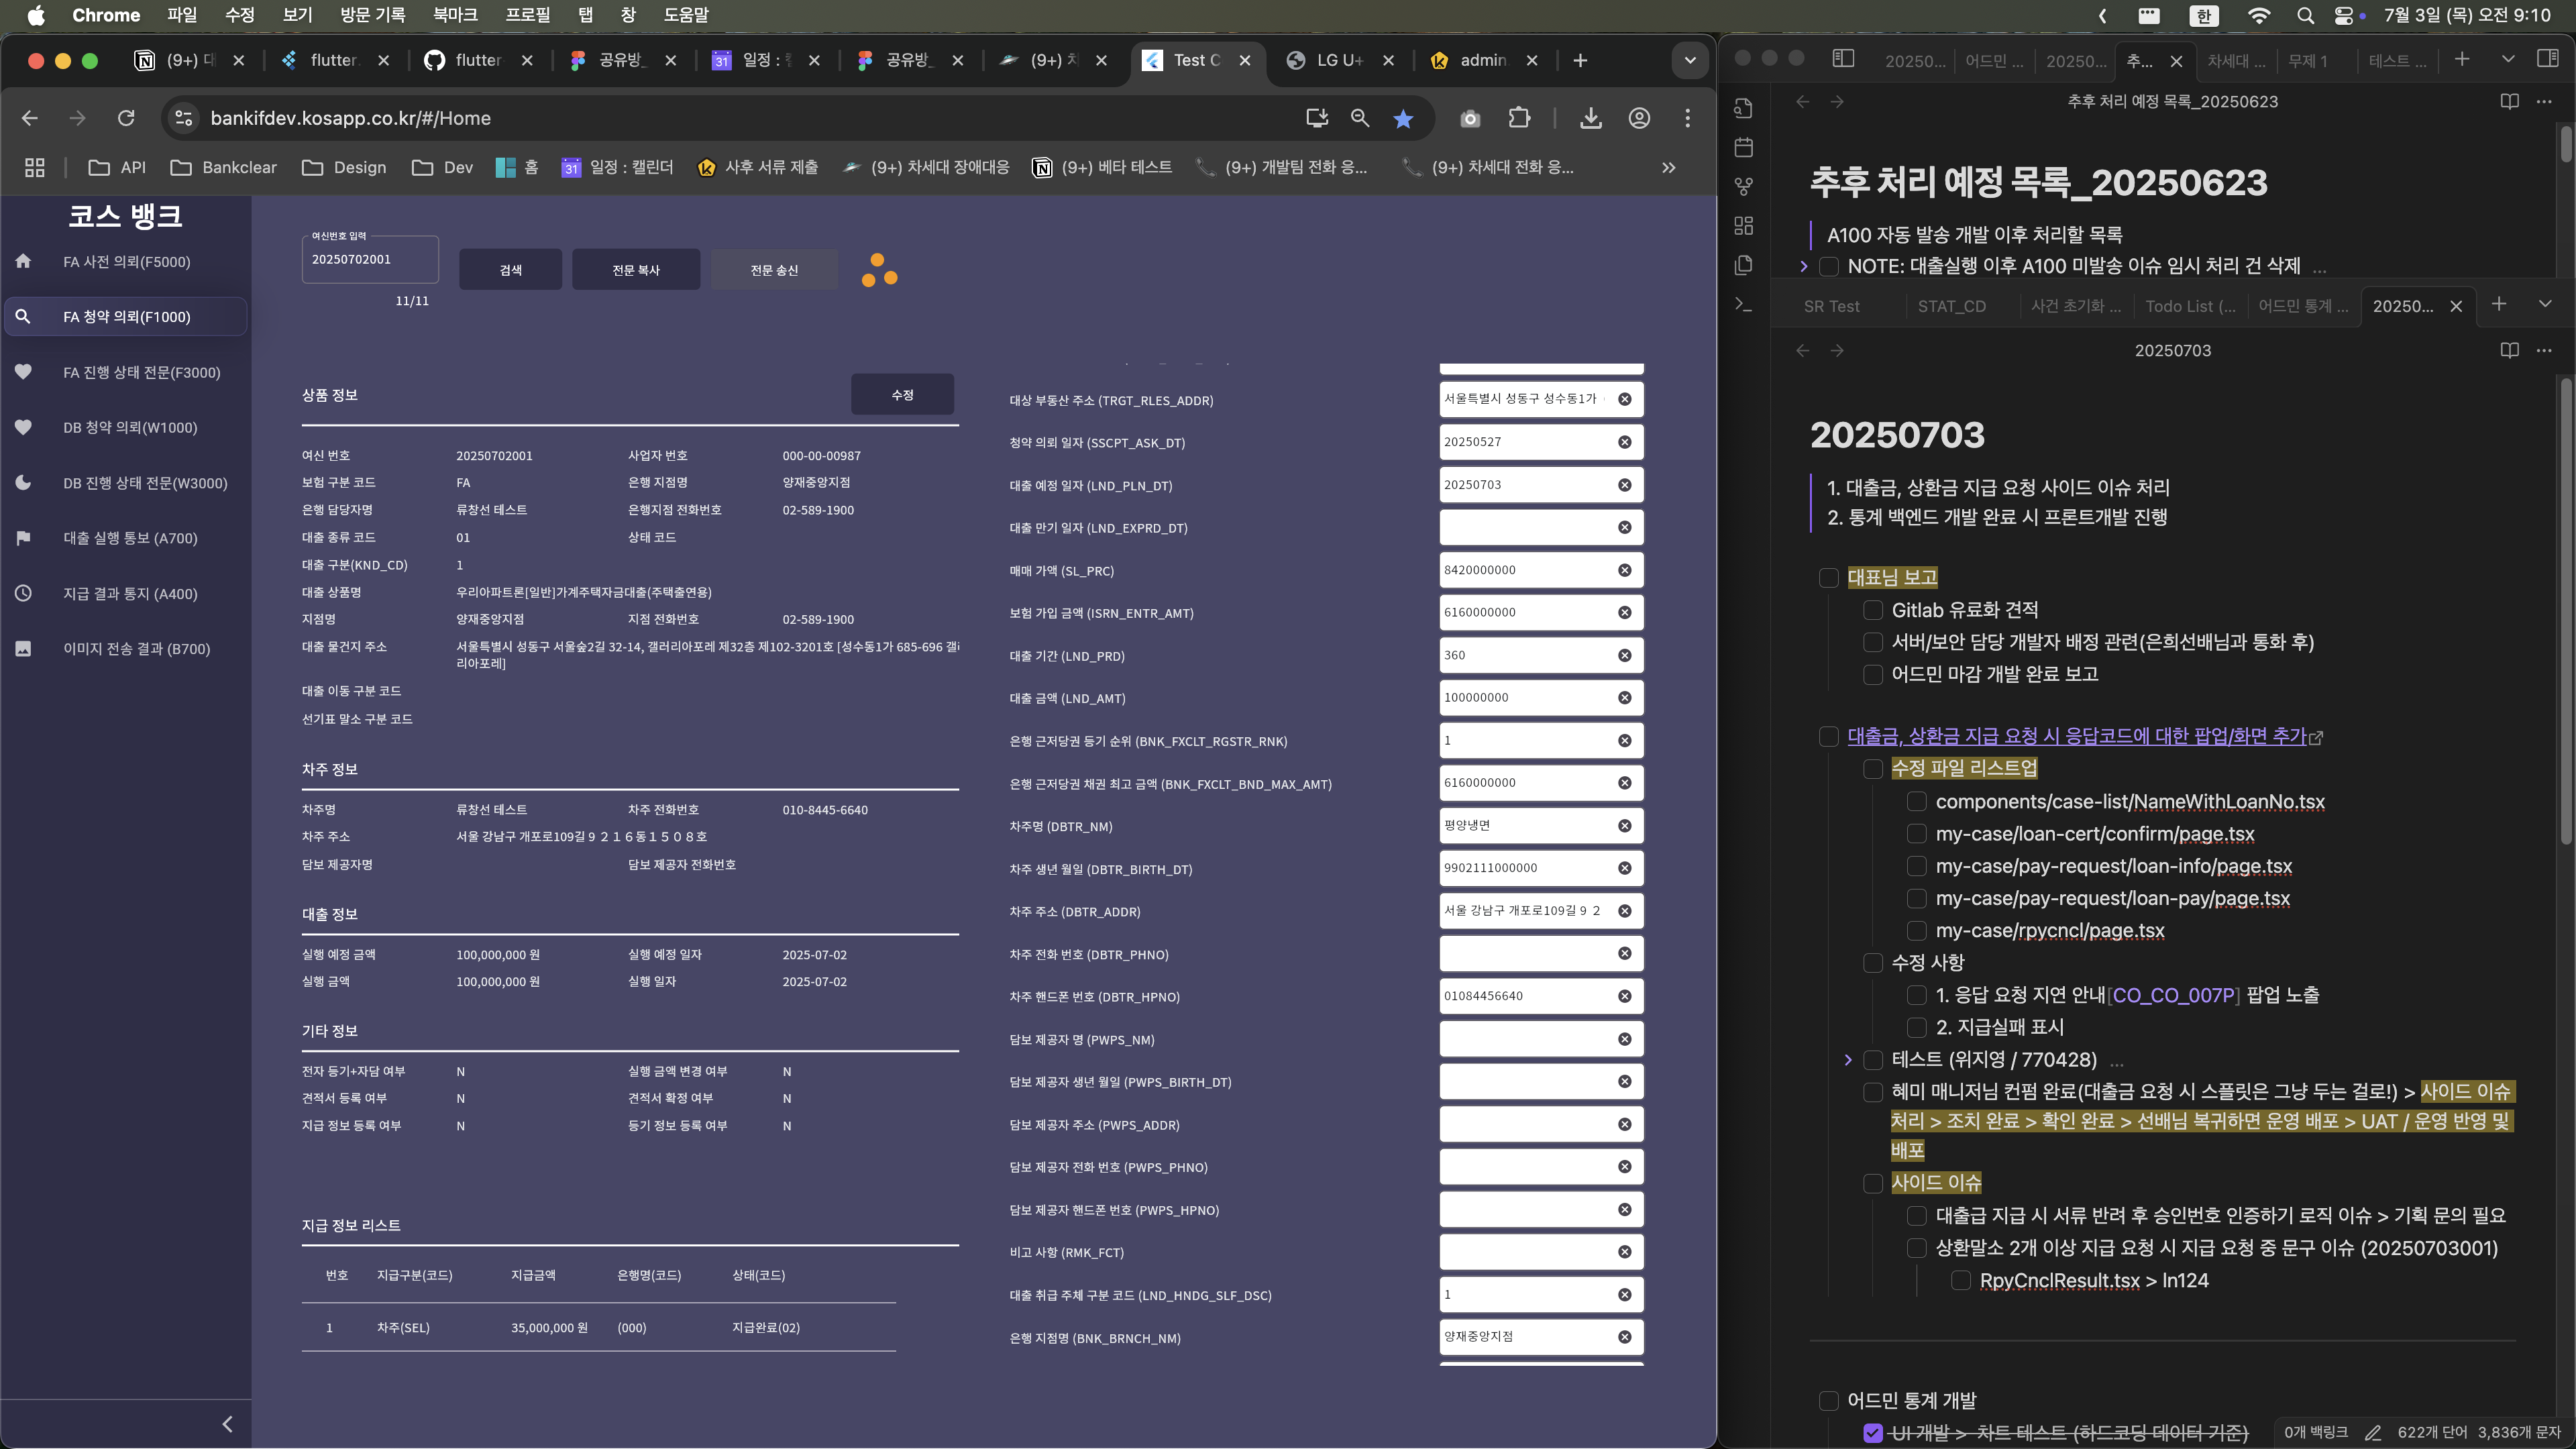 Chrome 파일 수정 보기 방문 기록 북마크 프로필 탭 창 도움말
한 7월 3일 (목) 오전 9:10
(9+) 대 flutter flutter 공유방_ 31 일정 : 캘 공유방_ (9+) 차 Test C LG U+ admin
bankifdev.kosapp.co.kr/#/Home
API Bankclear Design Dev 홈 31 일정 : 캘린더 사후 서류 제출 (9+) 차세대 장애대응 (9+) 베타 테스트 (9+) 개발팀 전화 응... (9+) 차세대 전화 응...
코스 뱅크
FA 사전 의뢰(F5000)
FA 청약 의뢰(F1000)
FA 진행 상태 전문(F3000)
DB 청약 의뢰(W1000)
DB 진행 상태 전문(W3000)
대출 실행 통보 (A700)
지급 결과 통지 (A400)
이미지 전송 결과 (B700)
여신번호 입력
20250702001
11/11
검색 전문 복사 전문 송신
상품 정보 수정
여신 번호 20250702001 사업자 번호 000-00-00987
보험 구분 코드 FA 은행 지점명 양재중앙지점
은행 담당자명 류창선 테스트 은행지점 전화번호 02-589-1900
대출 종류 코드 01 상태 코드
대출 구분(KND_CD) 1
대출 상품명 우리아파트론[일반]가계주택자금대출(주택출연용)
지점명 양재중앙지점 지점 전화번호 02-589-1900
대출 물건지 주소 서울특별시 성동구 서울숲2길 32-14, 갤러리아포레 제32층 제102-3201호 [성수동1가 685-696 갤러
리아포레]
대출 이동 구분 코드
선기표 말소 구분 코드
차주 정보
차주명 류창선 테스트 차주 전화번호 010-8445-6640
차주 주소 서울 강남구 개포로109길 9 2 1 6 동 1 5 0 8 호
담보 제공자명 담보 제공자 전화번호
대출 정보
실행 예정 금액 100,000,000 원 실행 예정 일자 2025-07-02
실행 금액 100,000,000 원 실행 일자 2025-07-02
기타 정보
전자 등기+자담 여부 N 실행 금액 변경 여부 N
견적서 등록 여부 N 견적서 확정 여부 N
지급 정보 등록 여부 N 등기 정보 등록 여부 N
지급 정보 리스트
번호 지급구분(코드) 지급금액 은행명(코드) 상태(코드)
1 차주(SEL) 35,000,000 원 (000) 지급완료(02)
대상 부동산 주소 (TRGT_RLES_ADDR) 서울특별시 성동구 성수동1가
청약 의뢰 일자 (SSCPT_ASK_DT) 20250527
대출 예정 일자 (LND_PLN_DT) 20250703
대출 만기 일자 (LND_EXPRD_DT)
매매 가액 (SL_PRC) 8420000000
보험 가입 금액 (ISRN_ENTR_AMT) 6160000000
대출 기간 (LND_PRD) 360
대출 금액 (LND_AMT) 100000000
은행 근저당권 등기 순위 (BNK_FXCLT_RGSTR_RNK) 1
은행 근저당권 채권 최고 금액 (BNK_FXCLT_BND_MAX_AMT) 6160000000
차주명 (DBTR_NM) 평양냉면
차주 생년 월일 (DBTR_BIRTH_DT) 9902111000000
차주 주소 (DBTR_ADDR) 서울 강남구 개포로109길 9 2
차주 전화 번호 (DBTR_PHNO)
차주 핸드폰 번호 (DBTR_HPNO) 01084456640
담보 제공자 명 (PWPS_NM)
담보 제공자 생년 월일 (PWPS_BIRTH_DT)
담보 제공자 주소 (PWPS_ADDR)
담보 제공자 전화 번호 (PWPS_PHNO)
담보 제공자 핸드폰 번호 (PWPS_HPNO)
비고 사항 (RMK_FCT)
대출 취급 주체 구분 코드 (LND_HNDG_SLF_DSC) 1
은행 지점명 (BNK_BRNCH_NM) 양재중앙지점
20250... 어드민 ... 20250... 추... 차세대 ... 무제 1 테스트 ...
추후 처리 예정 목록_20250623
추후 처리 예정 목록_20250623
A100 자동 발송 개발 이후 처리할 목록
NOTE: 대출실행 이후 A100 미발송 이슈 임시 처리 건 삭제 ...
SR Test STAT_CD 사건 초기화 ... Todo List (... 어드민 통계 ... 20250...
20250703
20250703
1. 대출금, 상환금 지급 요청 사이드 이슈 처리
2. 통계 백엔드 개발 완료 시 프론트개발 진행
대표님 보고
Gitlab 유료화 견적
서버/보안 담당 개발자 배정 관련(은희선배님과 통화 후)
어드민 마감 개발 완료 보고
대출금, 상환금 지급 요청 시 응답코드에 대한 팝업/화면 추가
수정 파일 리스트업
components/case-list/NameWithLoanNo.tsx
my-case/loan-cert/confirm/page.tsx
my-case/pay-request/loan-info/page.tsx
my-case/pay-request/loan-pay/page.tsx
my-case/rpycncl/page.tsx
수정 사항
1. 응답 요청 지연 안내[CO_CO_007P] 팝업 노출
2. 지급실패 표시
테스트 (위지영 / 770428) ...
혜미 매니저님 컨펌 완료(대출금 요청 시 스플릿은 그냥 두는 걸로!) > 사이드 이슈
처리 > 조치 완료 > 확인 완료 > 선배님 복귀하면 운영 배포 > UAT / 운영 반영 및
배포
사이드 이슈
대출급 지급 시 서류 반려 후 승인번호 인증하기 로직 이슈 > 기획 문의 필요
상환말소 2개 이상 지급 요청 시 지급 요청 중 문구 이슈 (20250703001)
RpyCnclResult.tsx > ln124
어드민 통계 개발
UI 개발 > 차트 테스트 (하드코딩 데이터 기준)
0개 백링크 622개 단어 3,836개 문자